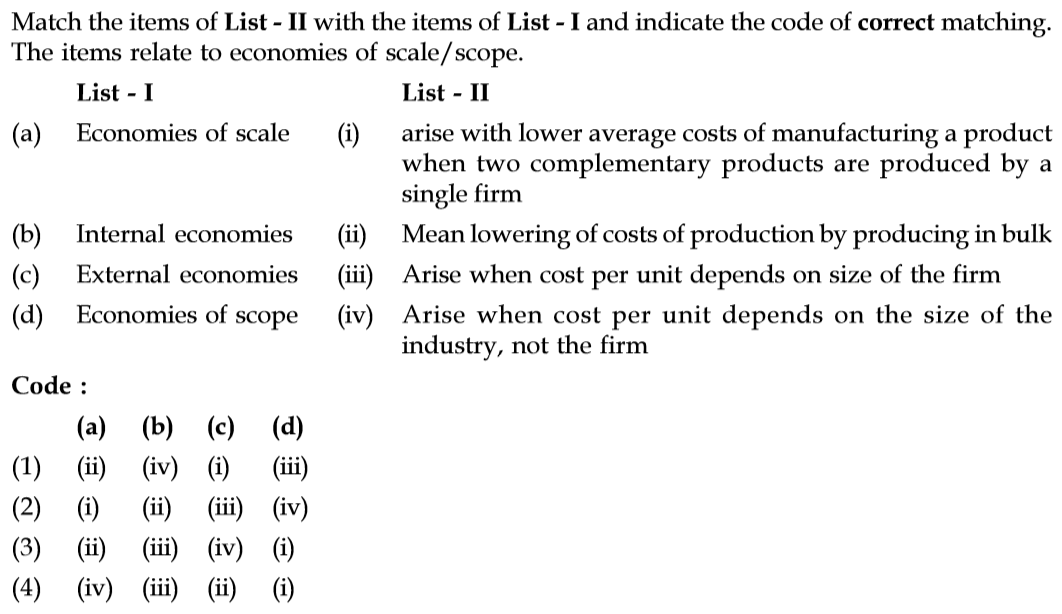 Match the items of List - II with the items of List - I and indicate the code of correct matching.
The items relate to economies of scale/scope.
List - I List - II
(a) Economies of scale (i) arise with lower average costs of manufacturing a product
when two complementary products are produced by a
single firm
(b) Internal economies (ii) Mean lowering of costs of production by producing in bulk
(c) External economies (iii) Arise when cost per unit depends on size of the firm
(d) Economies of scope (iv) Arise when cost per unit depends on the size of the
industry, not the firm
Code :
(a) (b) (c) (d)
(1) (ii) (iv) (i) (iii)
(2) (i) (ii) (iii) (iv)
(3) (ii) (iii) (iv) (i)
(4) (iv) (iii) (ii) (i)